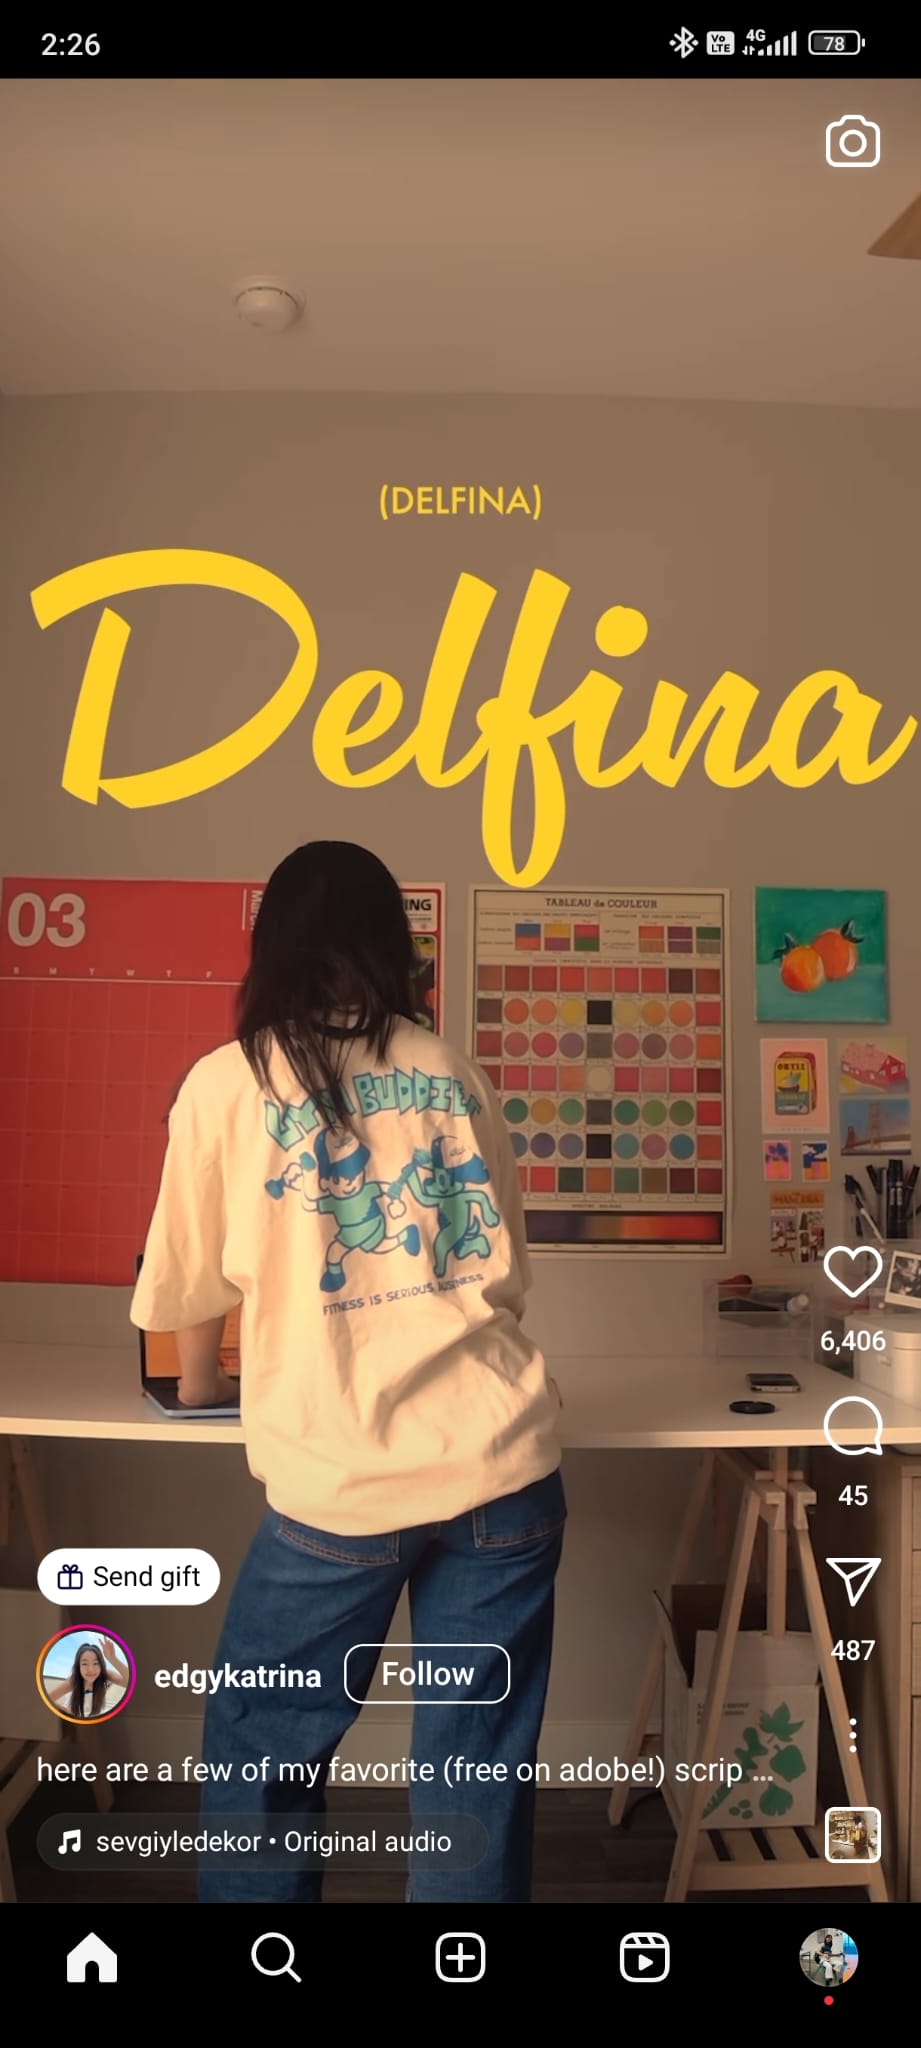 2:26
Vo
LTE
4G
78
(DELFINA)
Delfina
03
S M T W T F
ING
TABLEAU de COULEUR
ORTIZ
GYM BUDDIES
FITNESS IS SERIOUS BUSINESS
6,406
45
487
Send gift
edgykatrina
Follow
here are a few of my favorite (free on adobe!) scrip ...
sevgiyledekor • Original audio